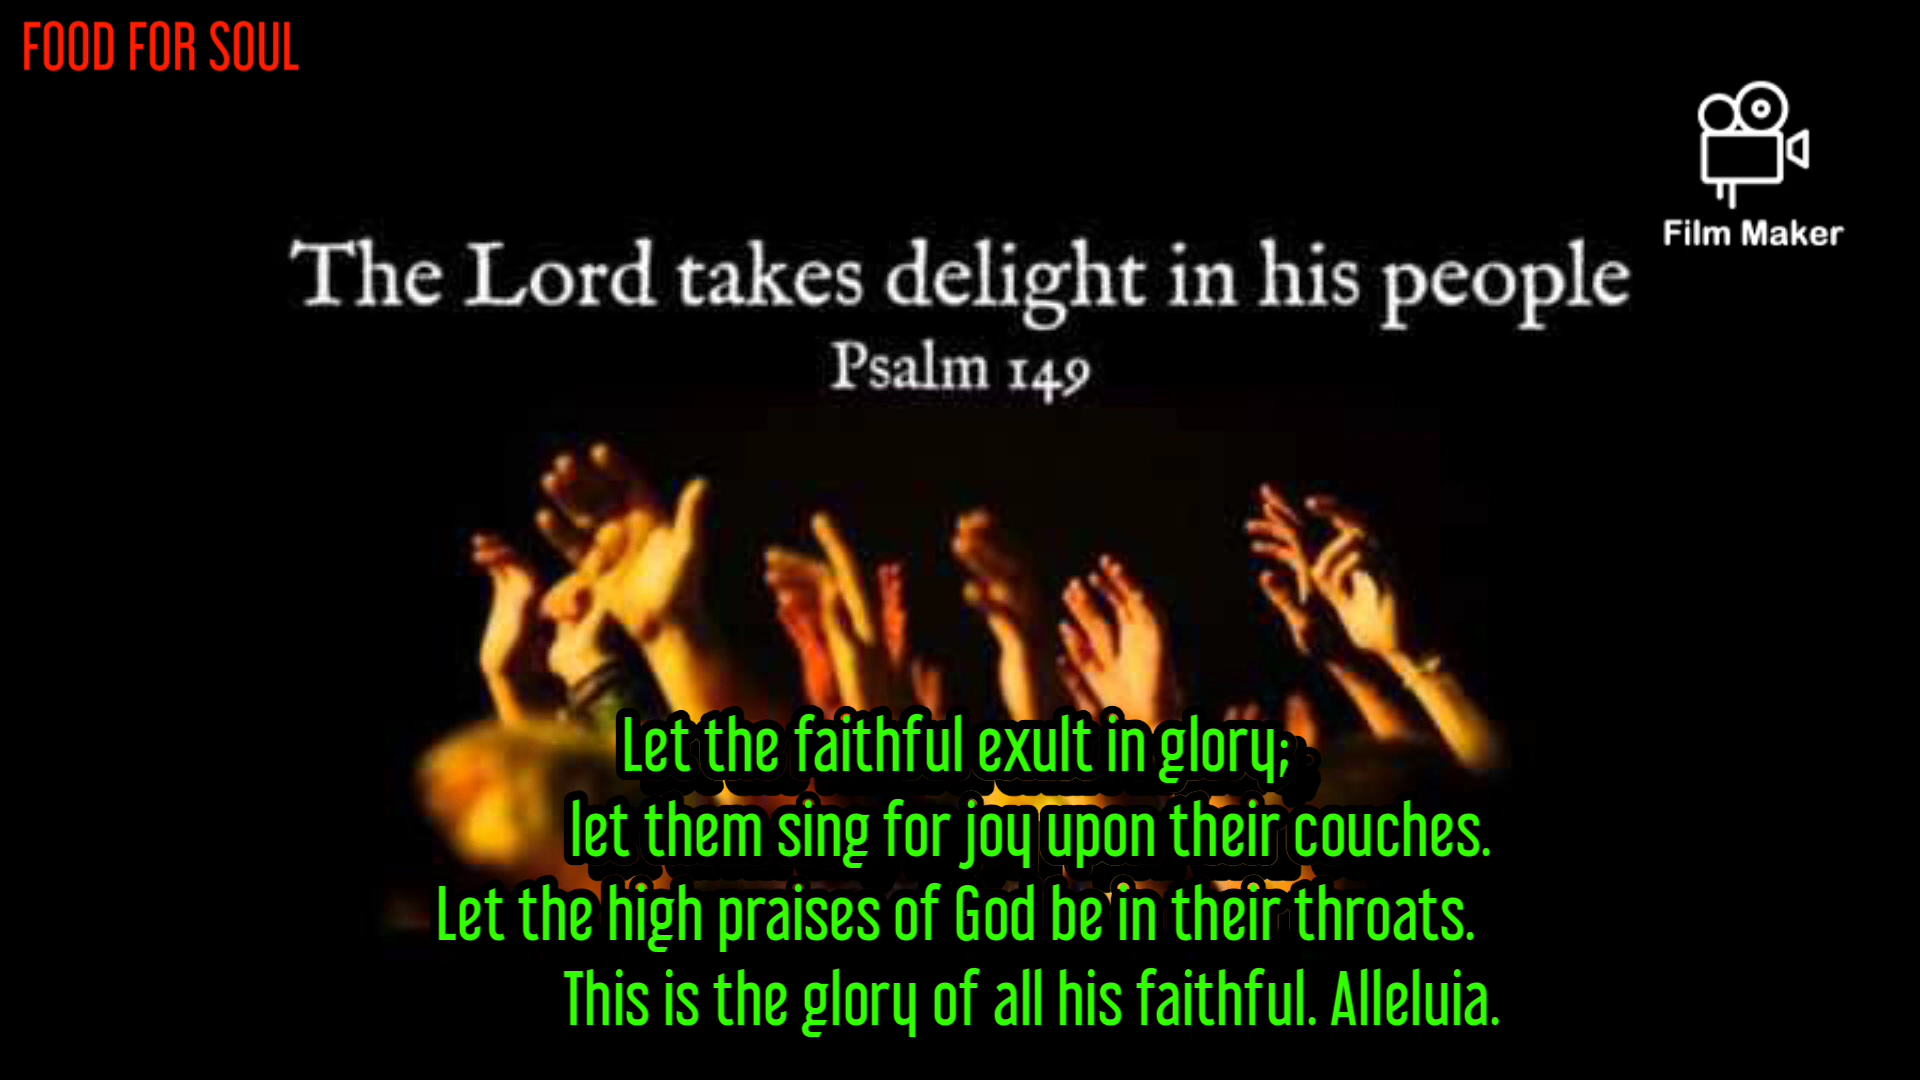 FOOD FOR SOUL
Film Maker
The Lord takes delight in his people
Psalm 149
Let the faithful exult in glory;
let them sing for joy upon their couches.
Let the high praises of God be in their throats.
This is the glory of all his faithful. Alleluia.